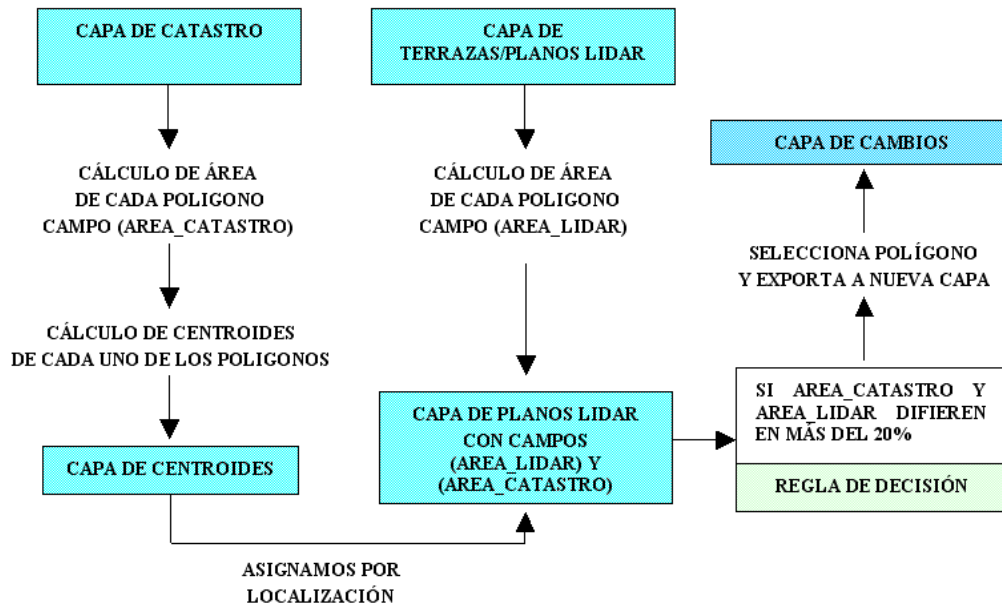 CAPA DE CATASTRO
CÁLCULO DE ÁREA
DE CADA POLIGONO
CAMPO (AREA_CATASTRO)
CÁLCULO DE CENTROIDES
DE CADA UNO DE LOS POLIGONOS
CAPA DE CENTROIDES
ASIGNAMOS POR
LOCALIZACIÓN
CAPA DE
TERRAZAS/PLANOS LIDAR
CÁLCULO DE ÁREA
DE CADA POLIGONO
CAMPO (AREA_LIDAR)
CAPA DE PLANOS LIDAR
CON CAMPOS
(AREA_LIDAR) Y
(AREA_CATASTRO)
SI AREA_CATASTRO Y
AREA_LIDAR DIFIEREN
EN MÁS DEL 20%
REGLA DE DECISIÓN
SELECCIONA POLÍGONO
Y EXPORTA A NUEVA CAPA
CAPA DE CAMBIOS